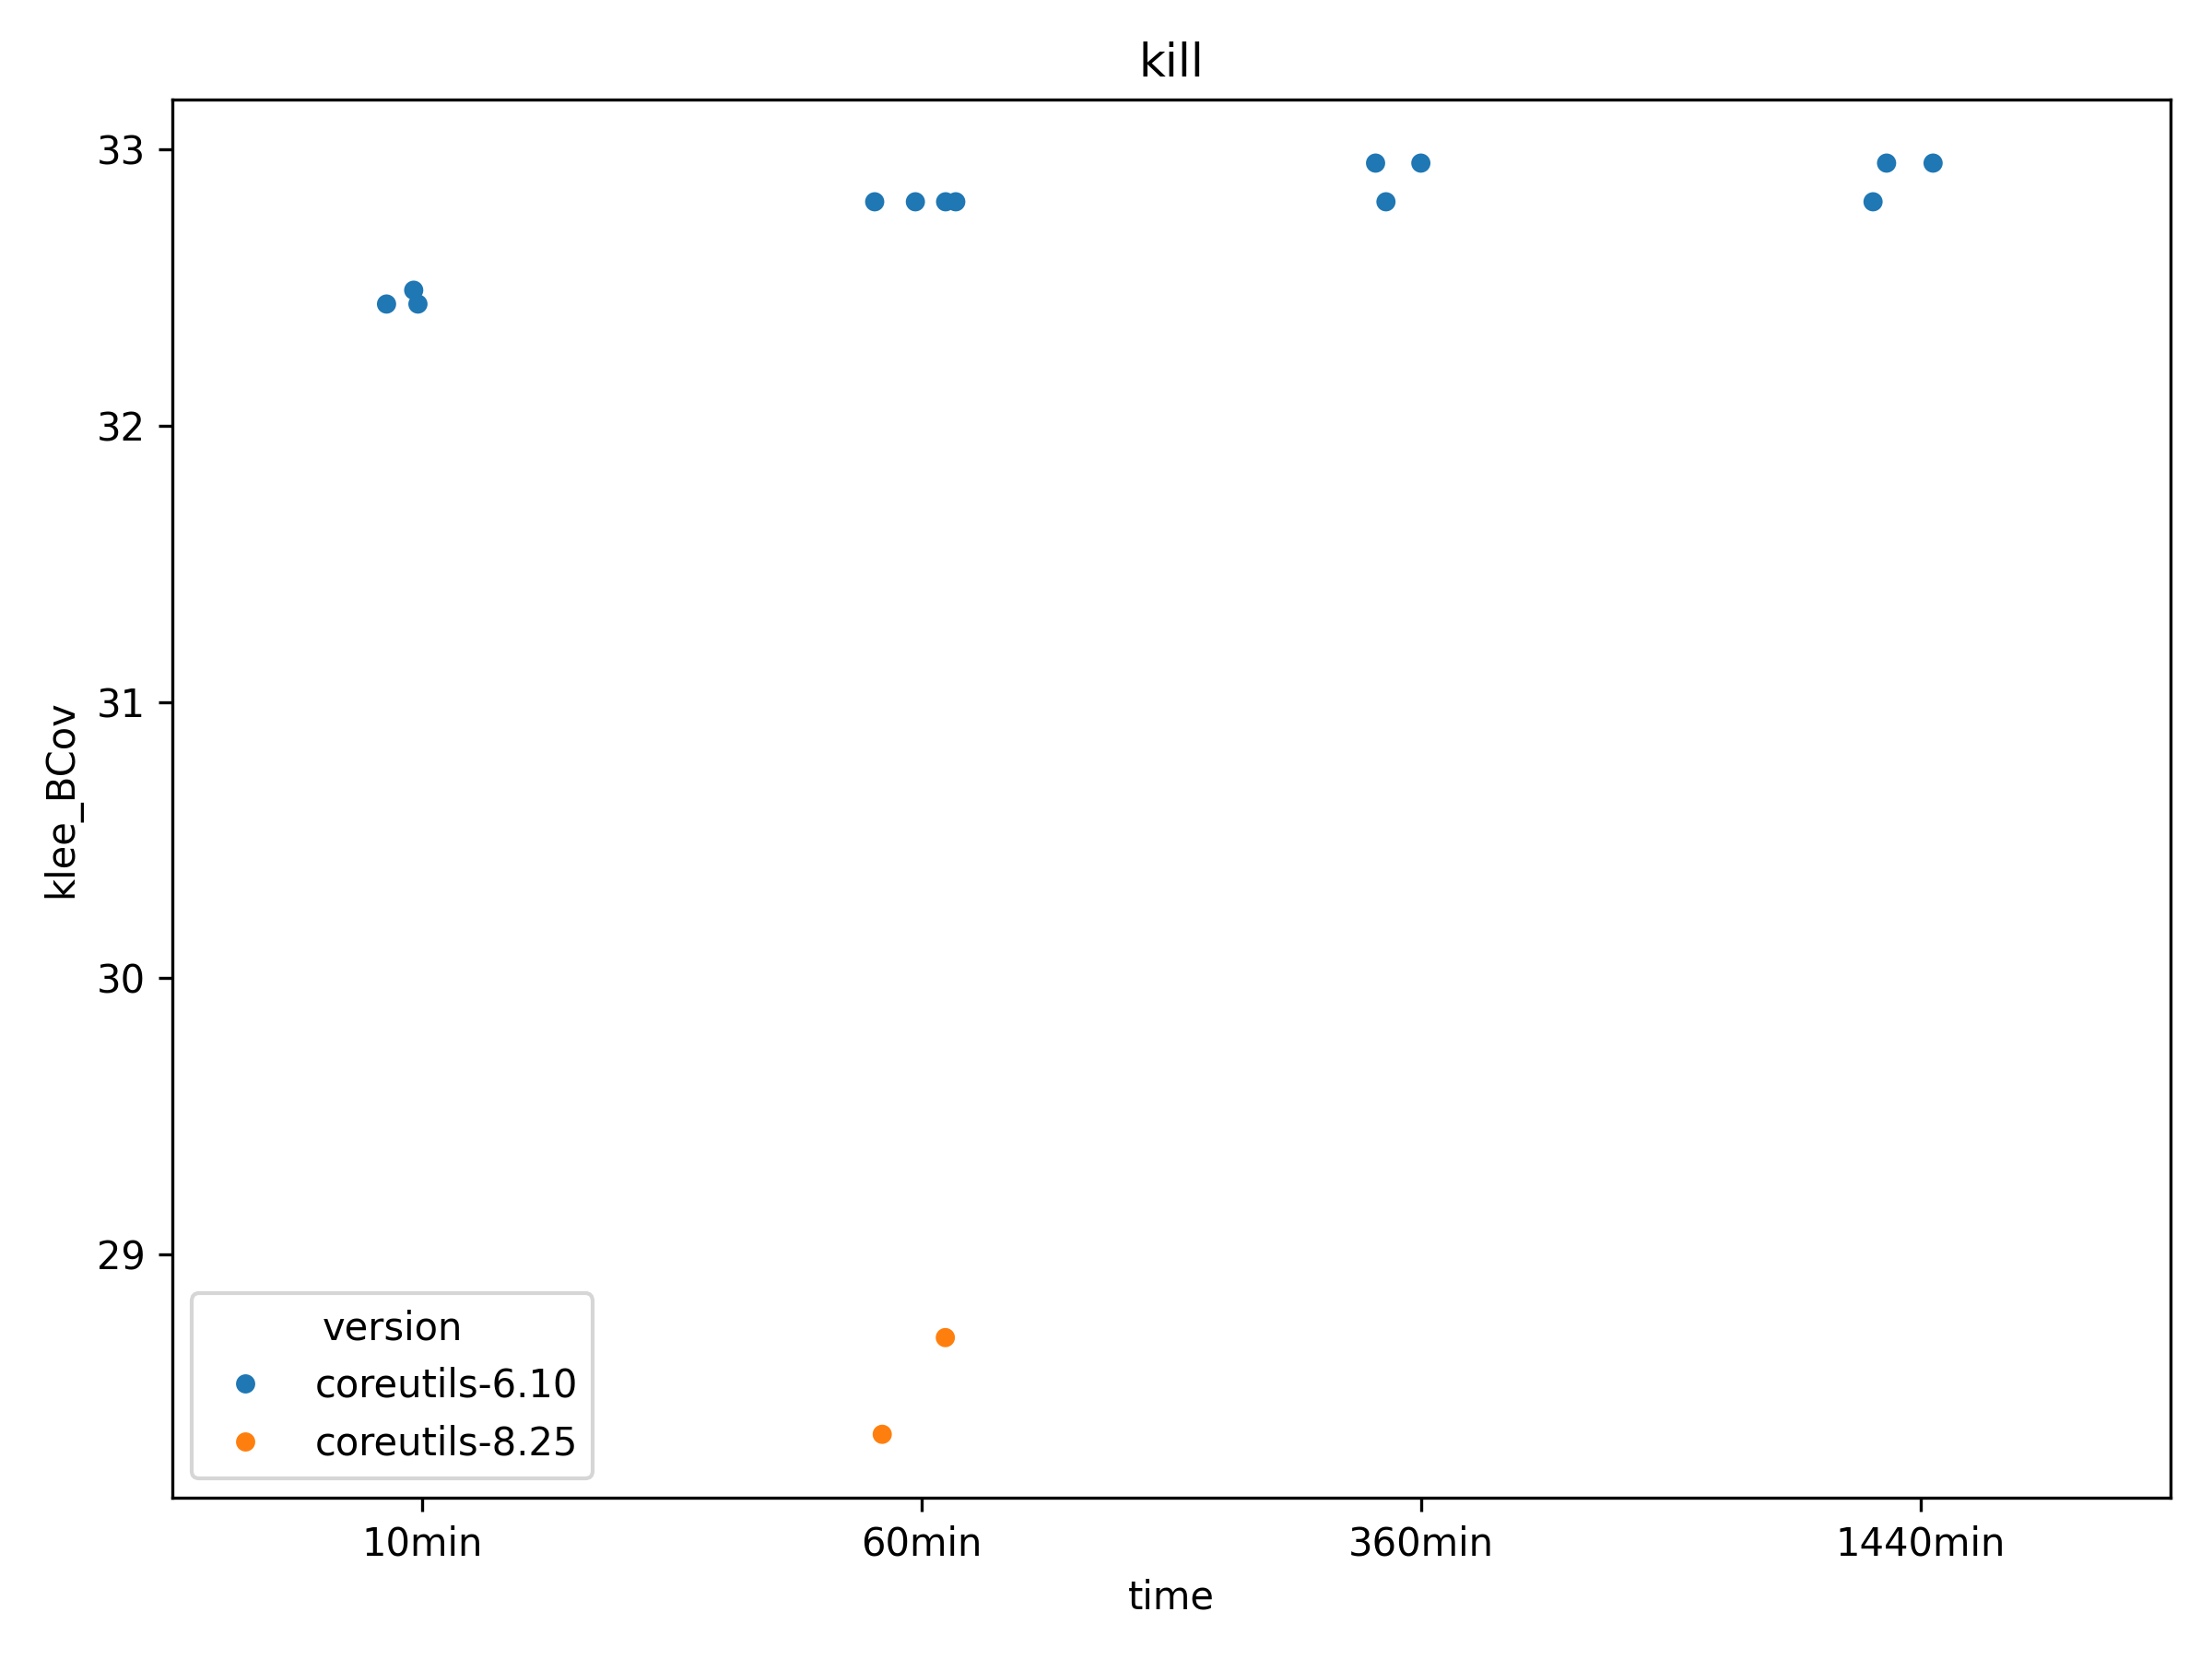 kill
33
32
31
30
29
klee_BCov
version
coreutils-6.10
coreutils-8.25
10min
60min
360min
1440min
time